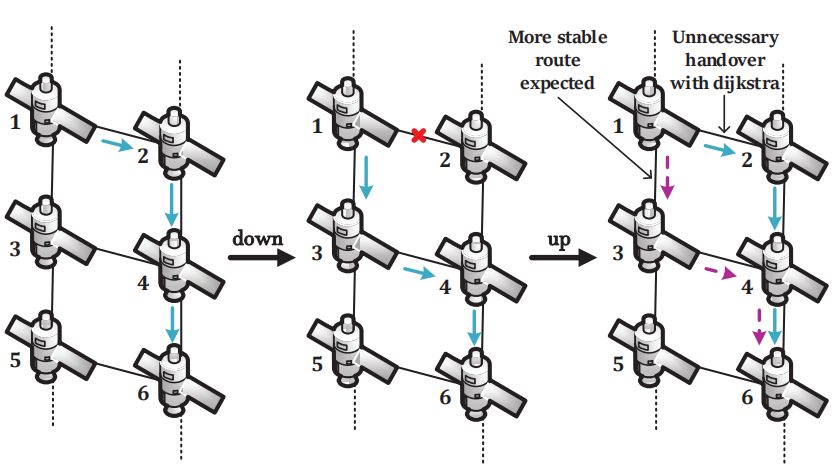 More stable
route
expected
Unnecessary
handover
with dijkstra
1
2
3
4
5
6
down
1
2
3
4
5
6
up
1
2
3
4
5
6